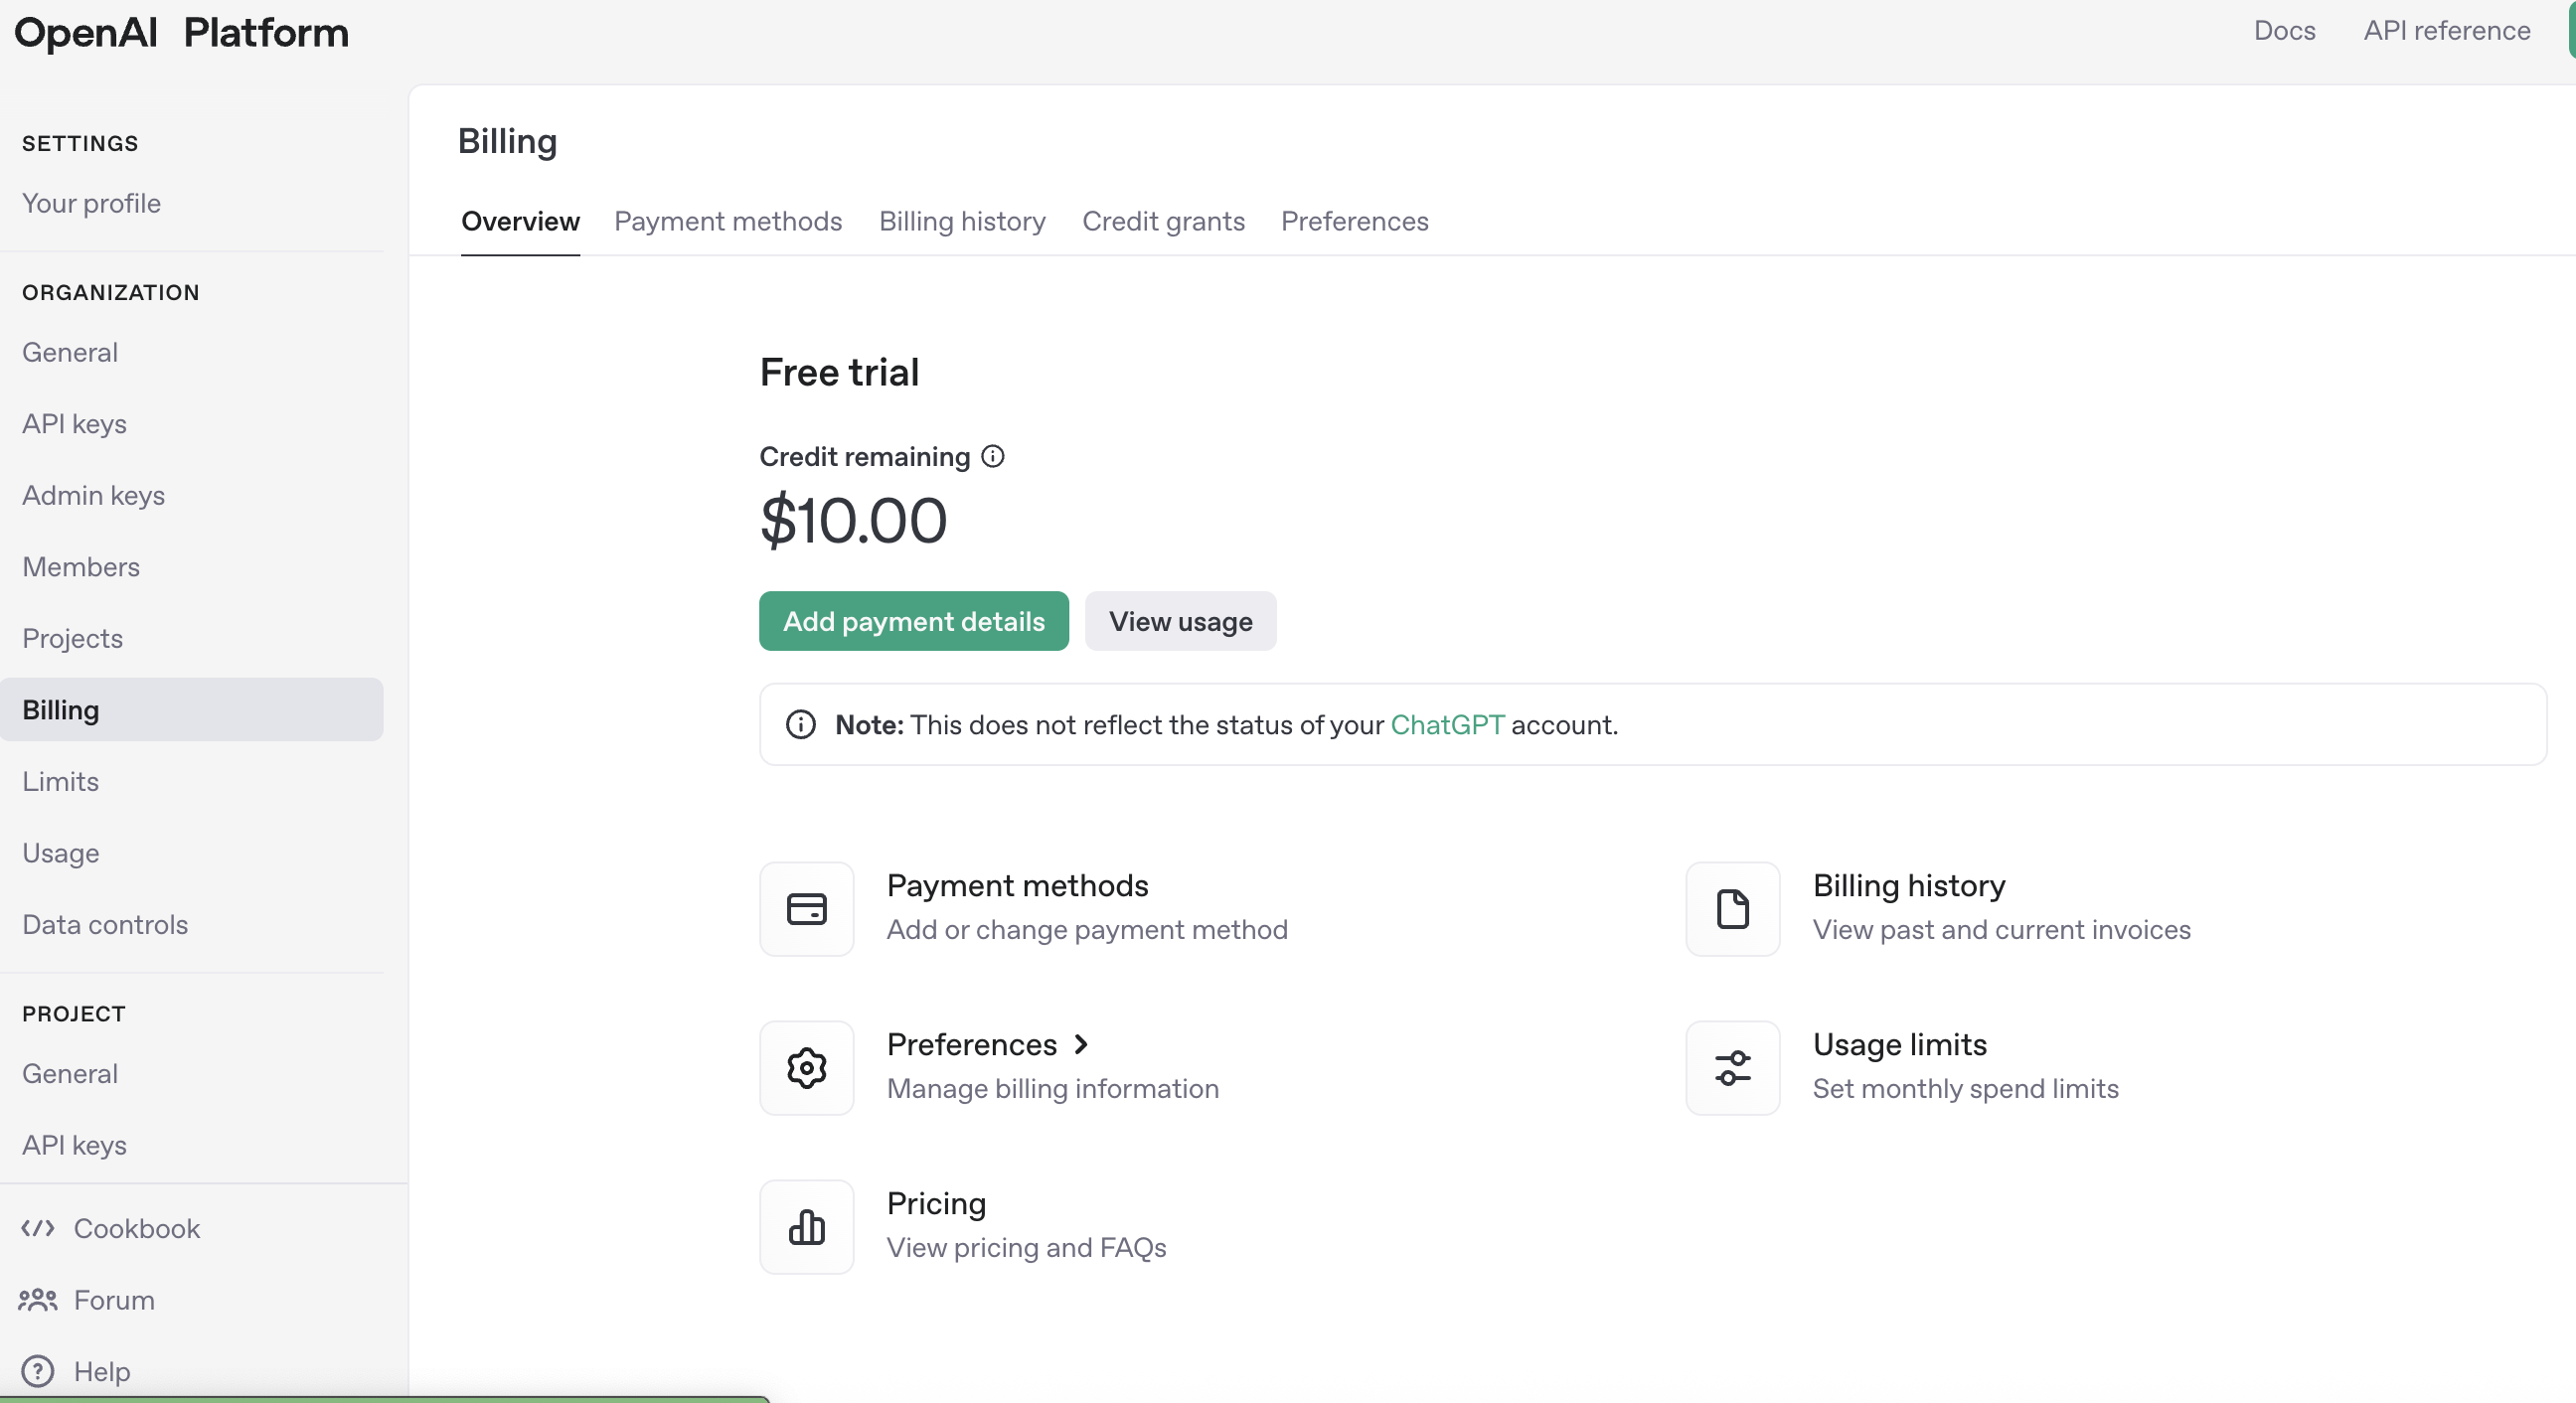 OpenAI Platform
Docs API reference
SETTINGS
Your profile
ORGANIZATION
General
API keys
Admin keys
Members
Projects
Billing
Limits
Usage
Data controls
PROJECT
General
API keys
Cookbook
Forum
Help
Billing
Overview Payment methods Billing history Credit grants Preferences
Free trial
Credit remaining
$10.00
Add payment details View usage
Note: This does not reflect the status of your ChatGPT account.
Payment methods
Add or change payment method
Billing history
View past and current invoices
Preferences
Manage billing information
Usage limits
Set monthly spend limits
Pricing
View pricing and FAQs